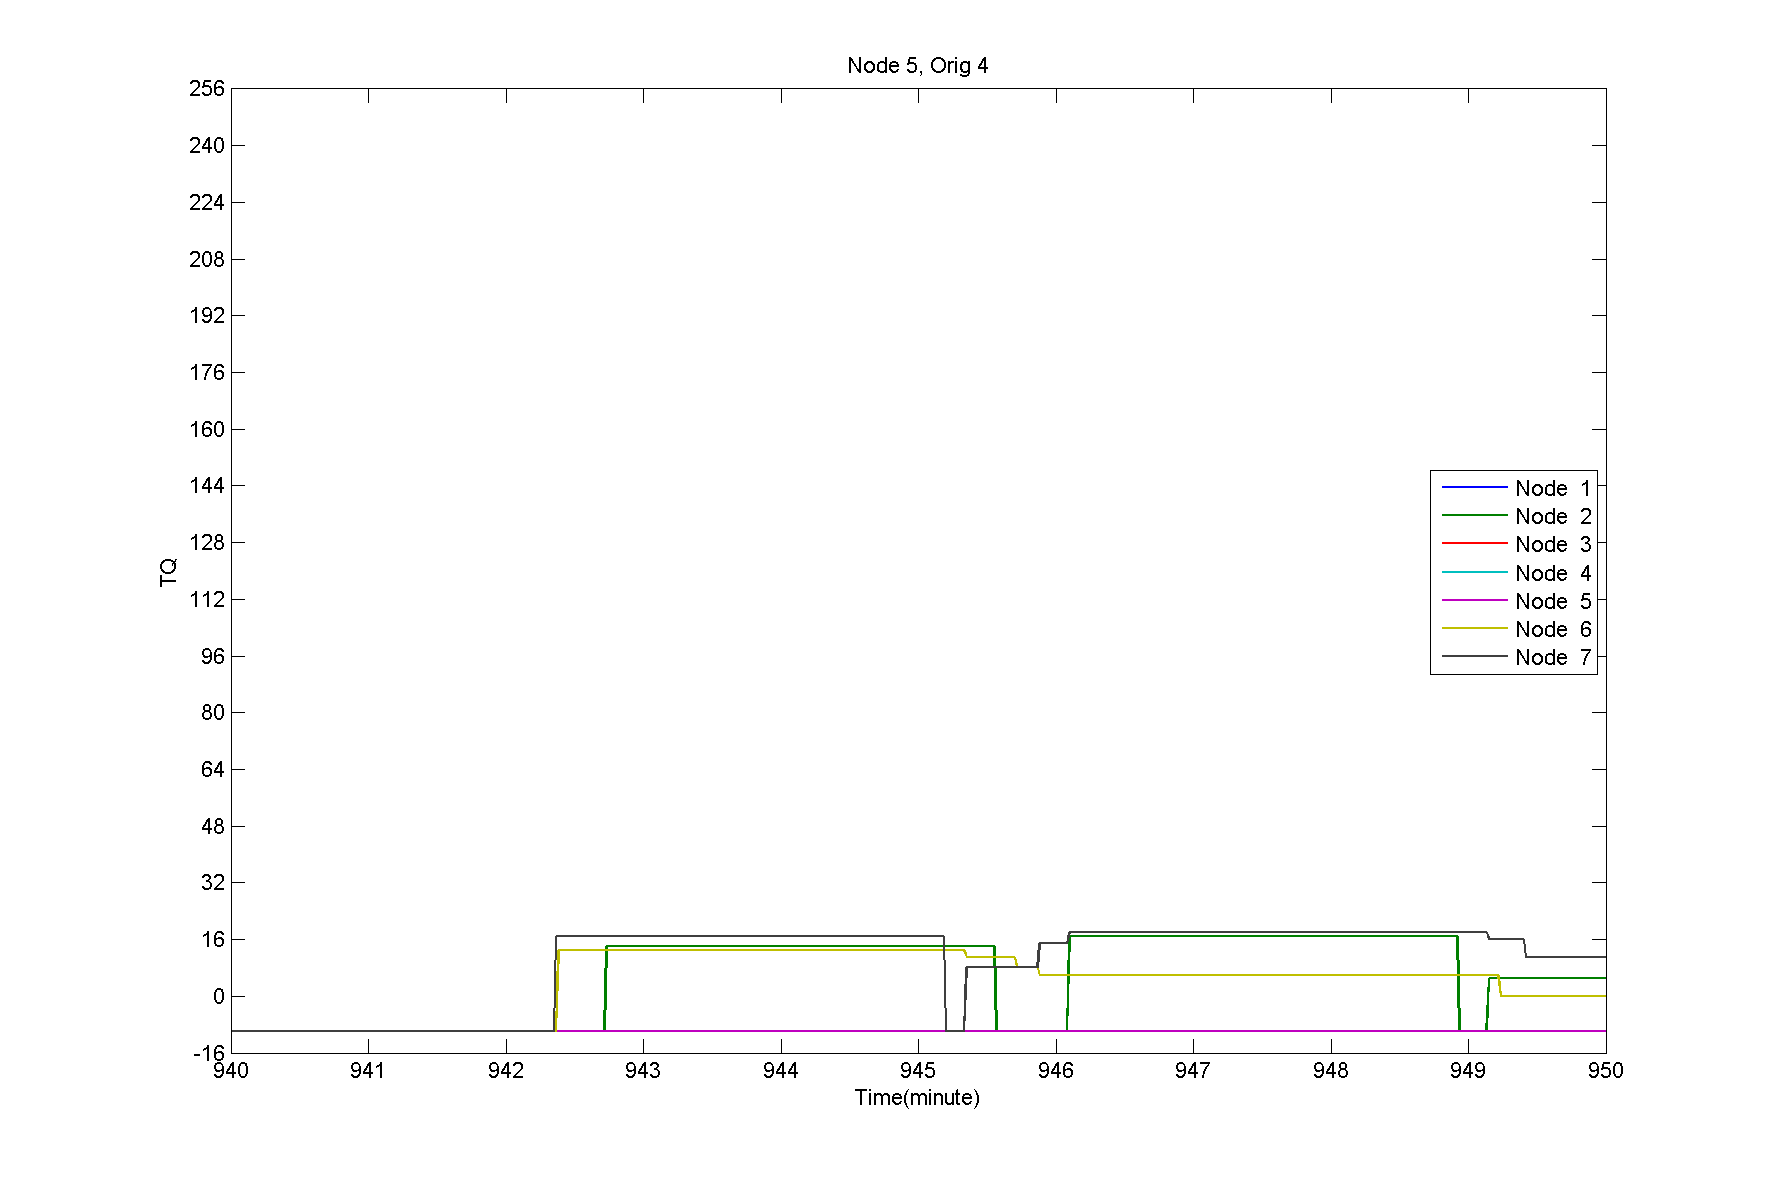 Node 5, Orig 4
256
240
224
208
192
176
160
144
128
112
96
80
64
48
32
16
0
-16
TQ
Node 1
Node 2
Node 3
Node 4
Node 5
Node 6
Node 7
940 941 942 943 944 945 946 947 948 949 950
Time(minute)